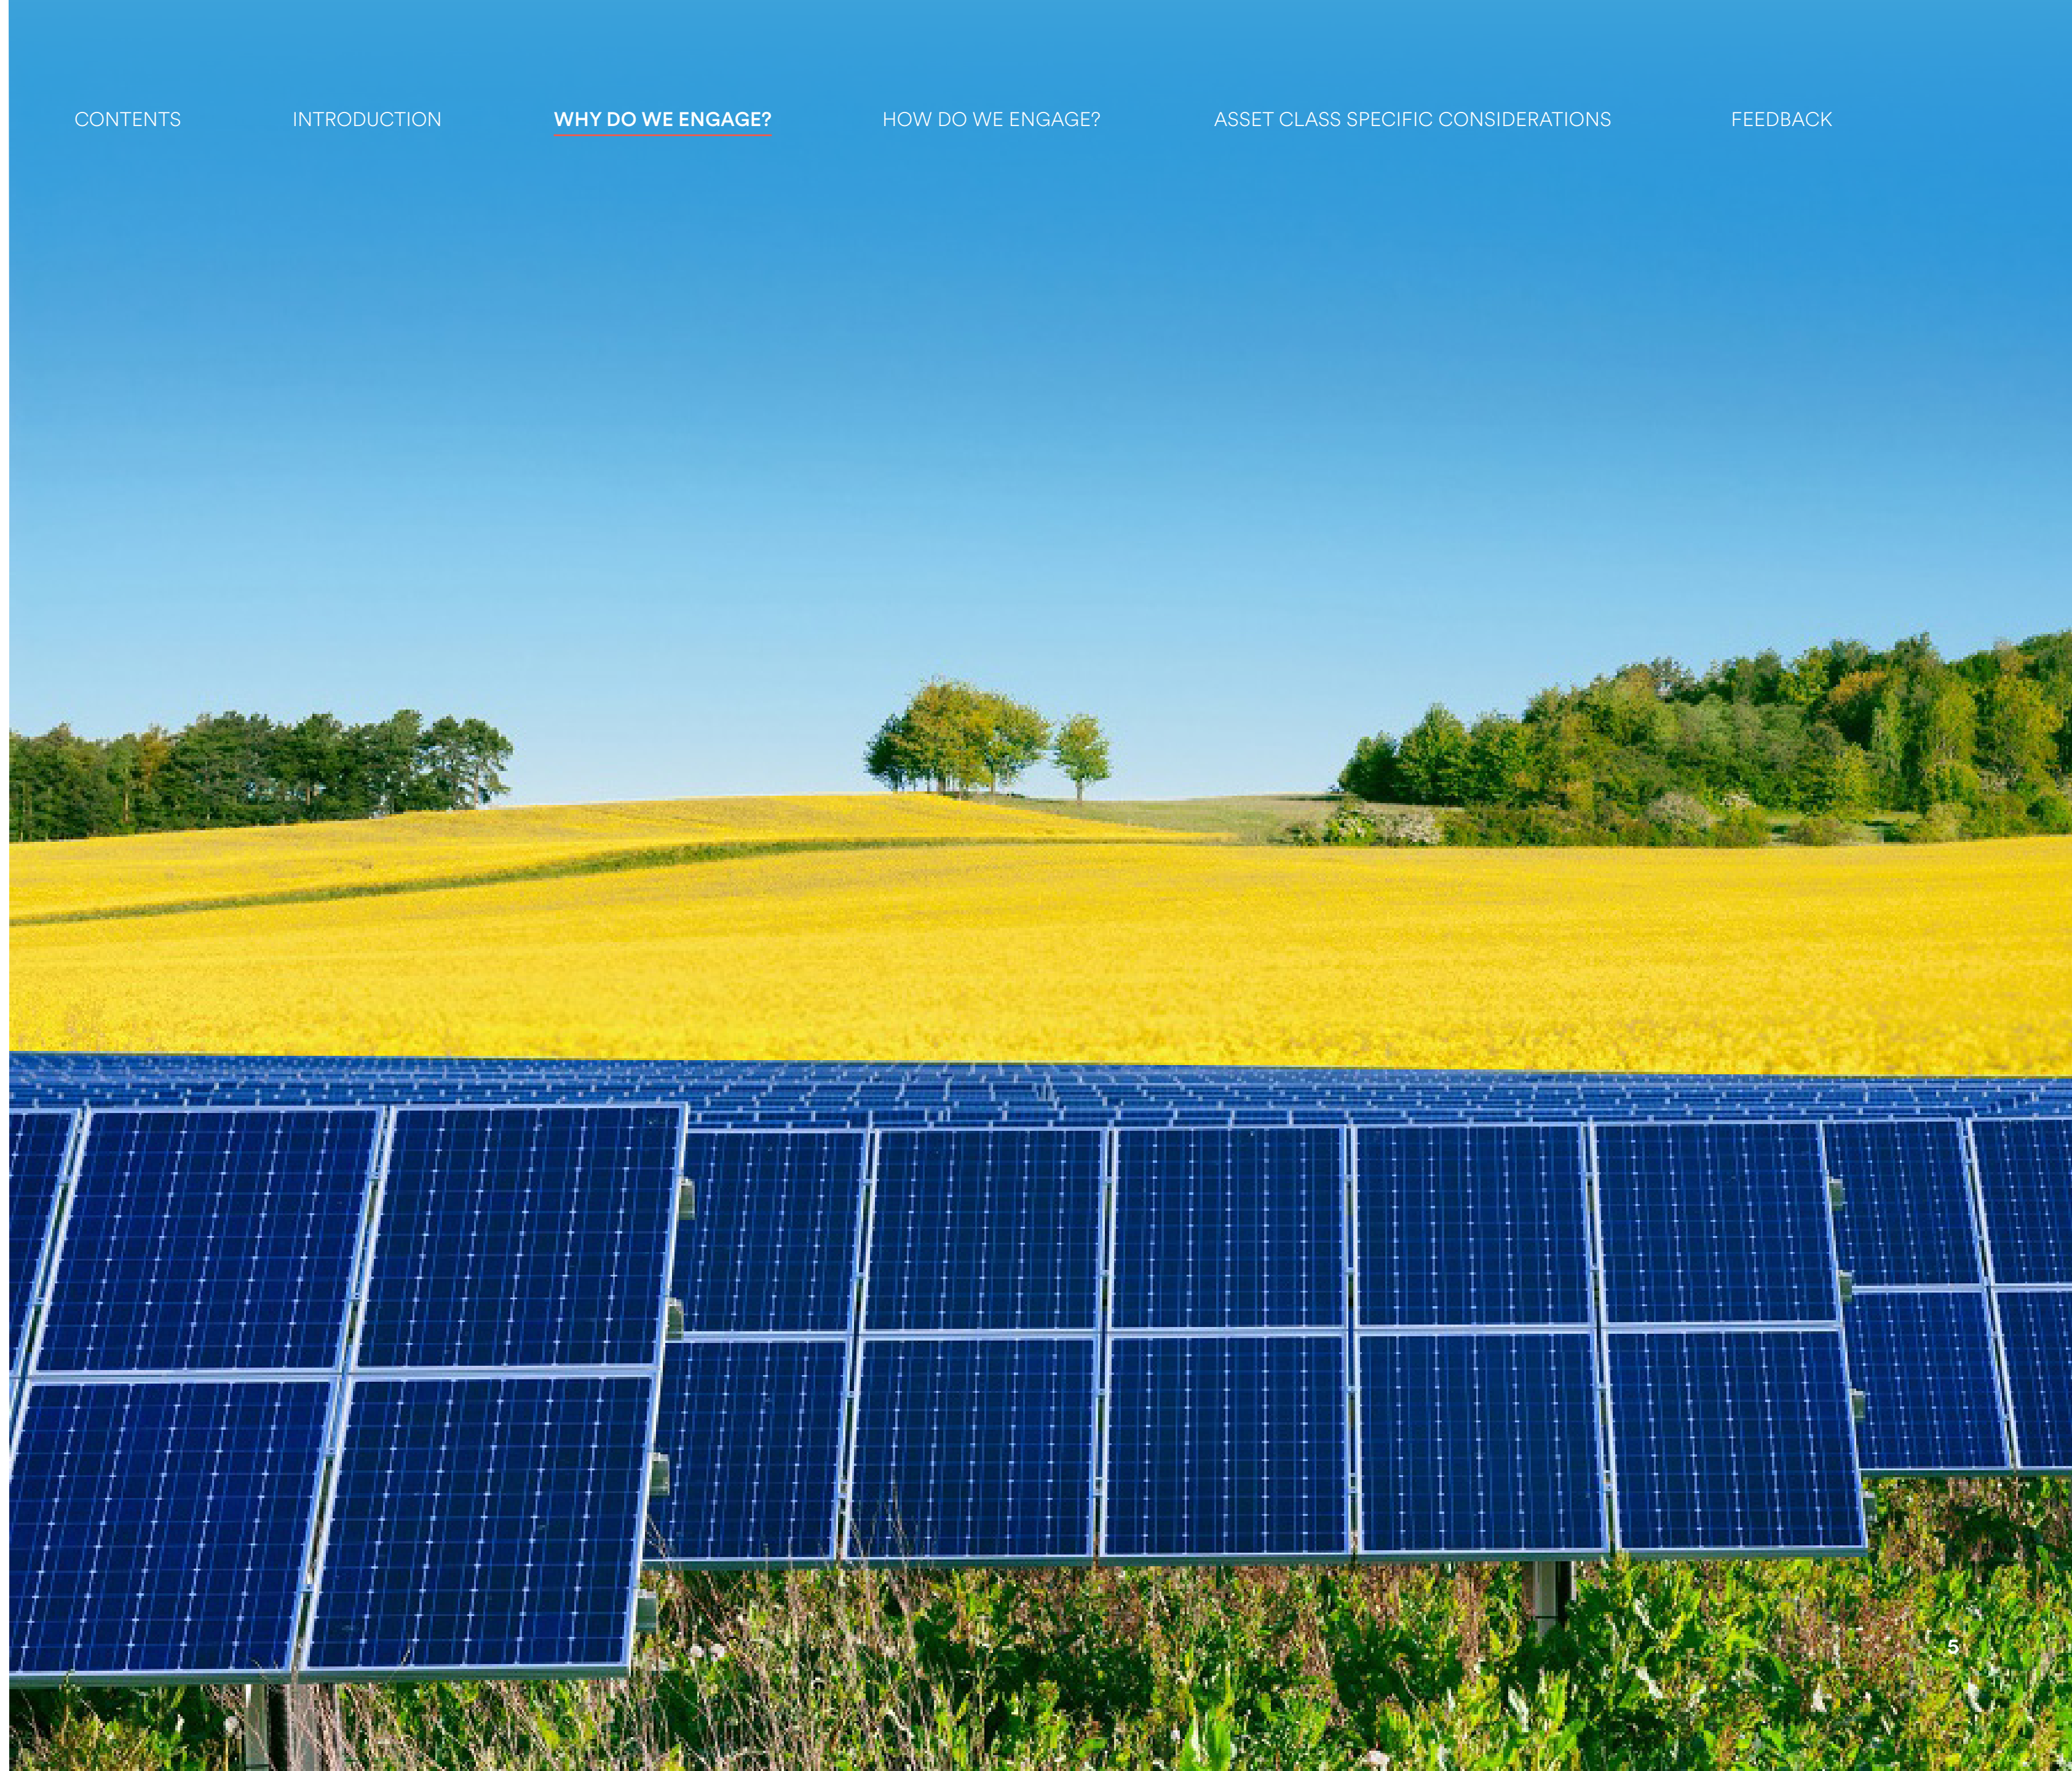 CONTENTS INTRODUCTION WHY DO WE ENGAGE? HOW DO WE ENGAGE? ASSET CLASS SPECIFIC CONSIDERATIONS FEEDBACK
5